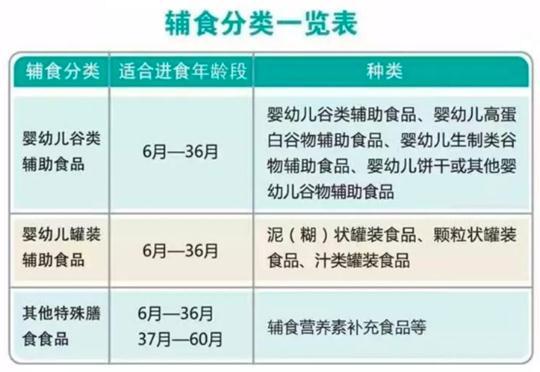 辅食分类一览表
辅食分类 适合进食年龄段 种类
婴幼儿谷类
辅助食品
6月—36月
婴幼儿谷类辅助食品、婴幼儿高蛋
白谷物辅助食品、婴幼儿生制类谷
物辅助食品、婴幼儿饼干或其他婴
幼儿谷物辅助食品
婴幼儿罐装
辅助食品
6月—36月
泥（糊）状罐装食品、颗粒状罐装
食品、汁类罐装食品
其他特殊膳
食食品
6月—36月
37月—60月
辅食营养素补充食品等